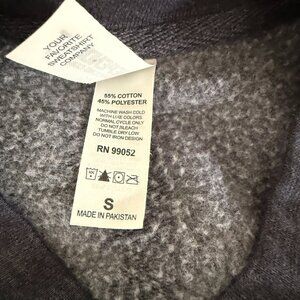 YOUR
FAVORITE
SWEATSHIRT
COMPANY
55% COTTON
45% POLYESTER
MACHINE WASH COLD
WITH LIKE COLORS
NORMAL CYCLE ONLY
DO NOT BLEACH
TUMBLE DRY LOW
DO NOT IRON DESIGN
RN 99052
S
MADE IN PAKISTAN